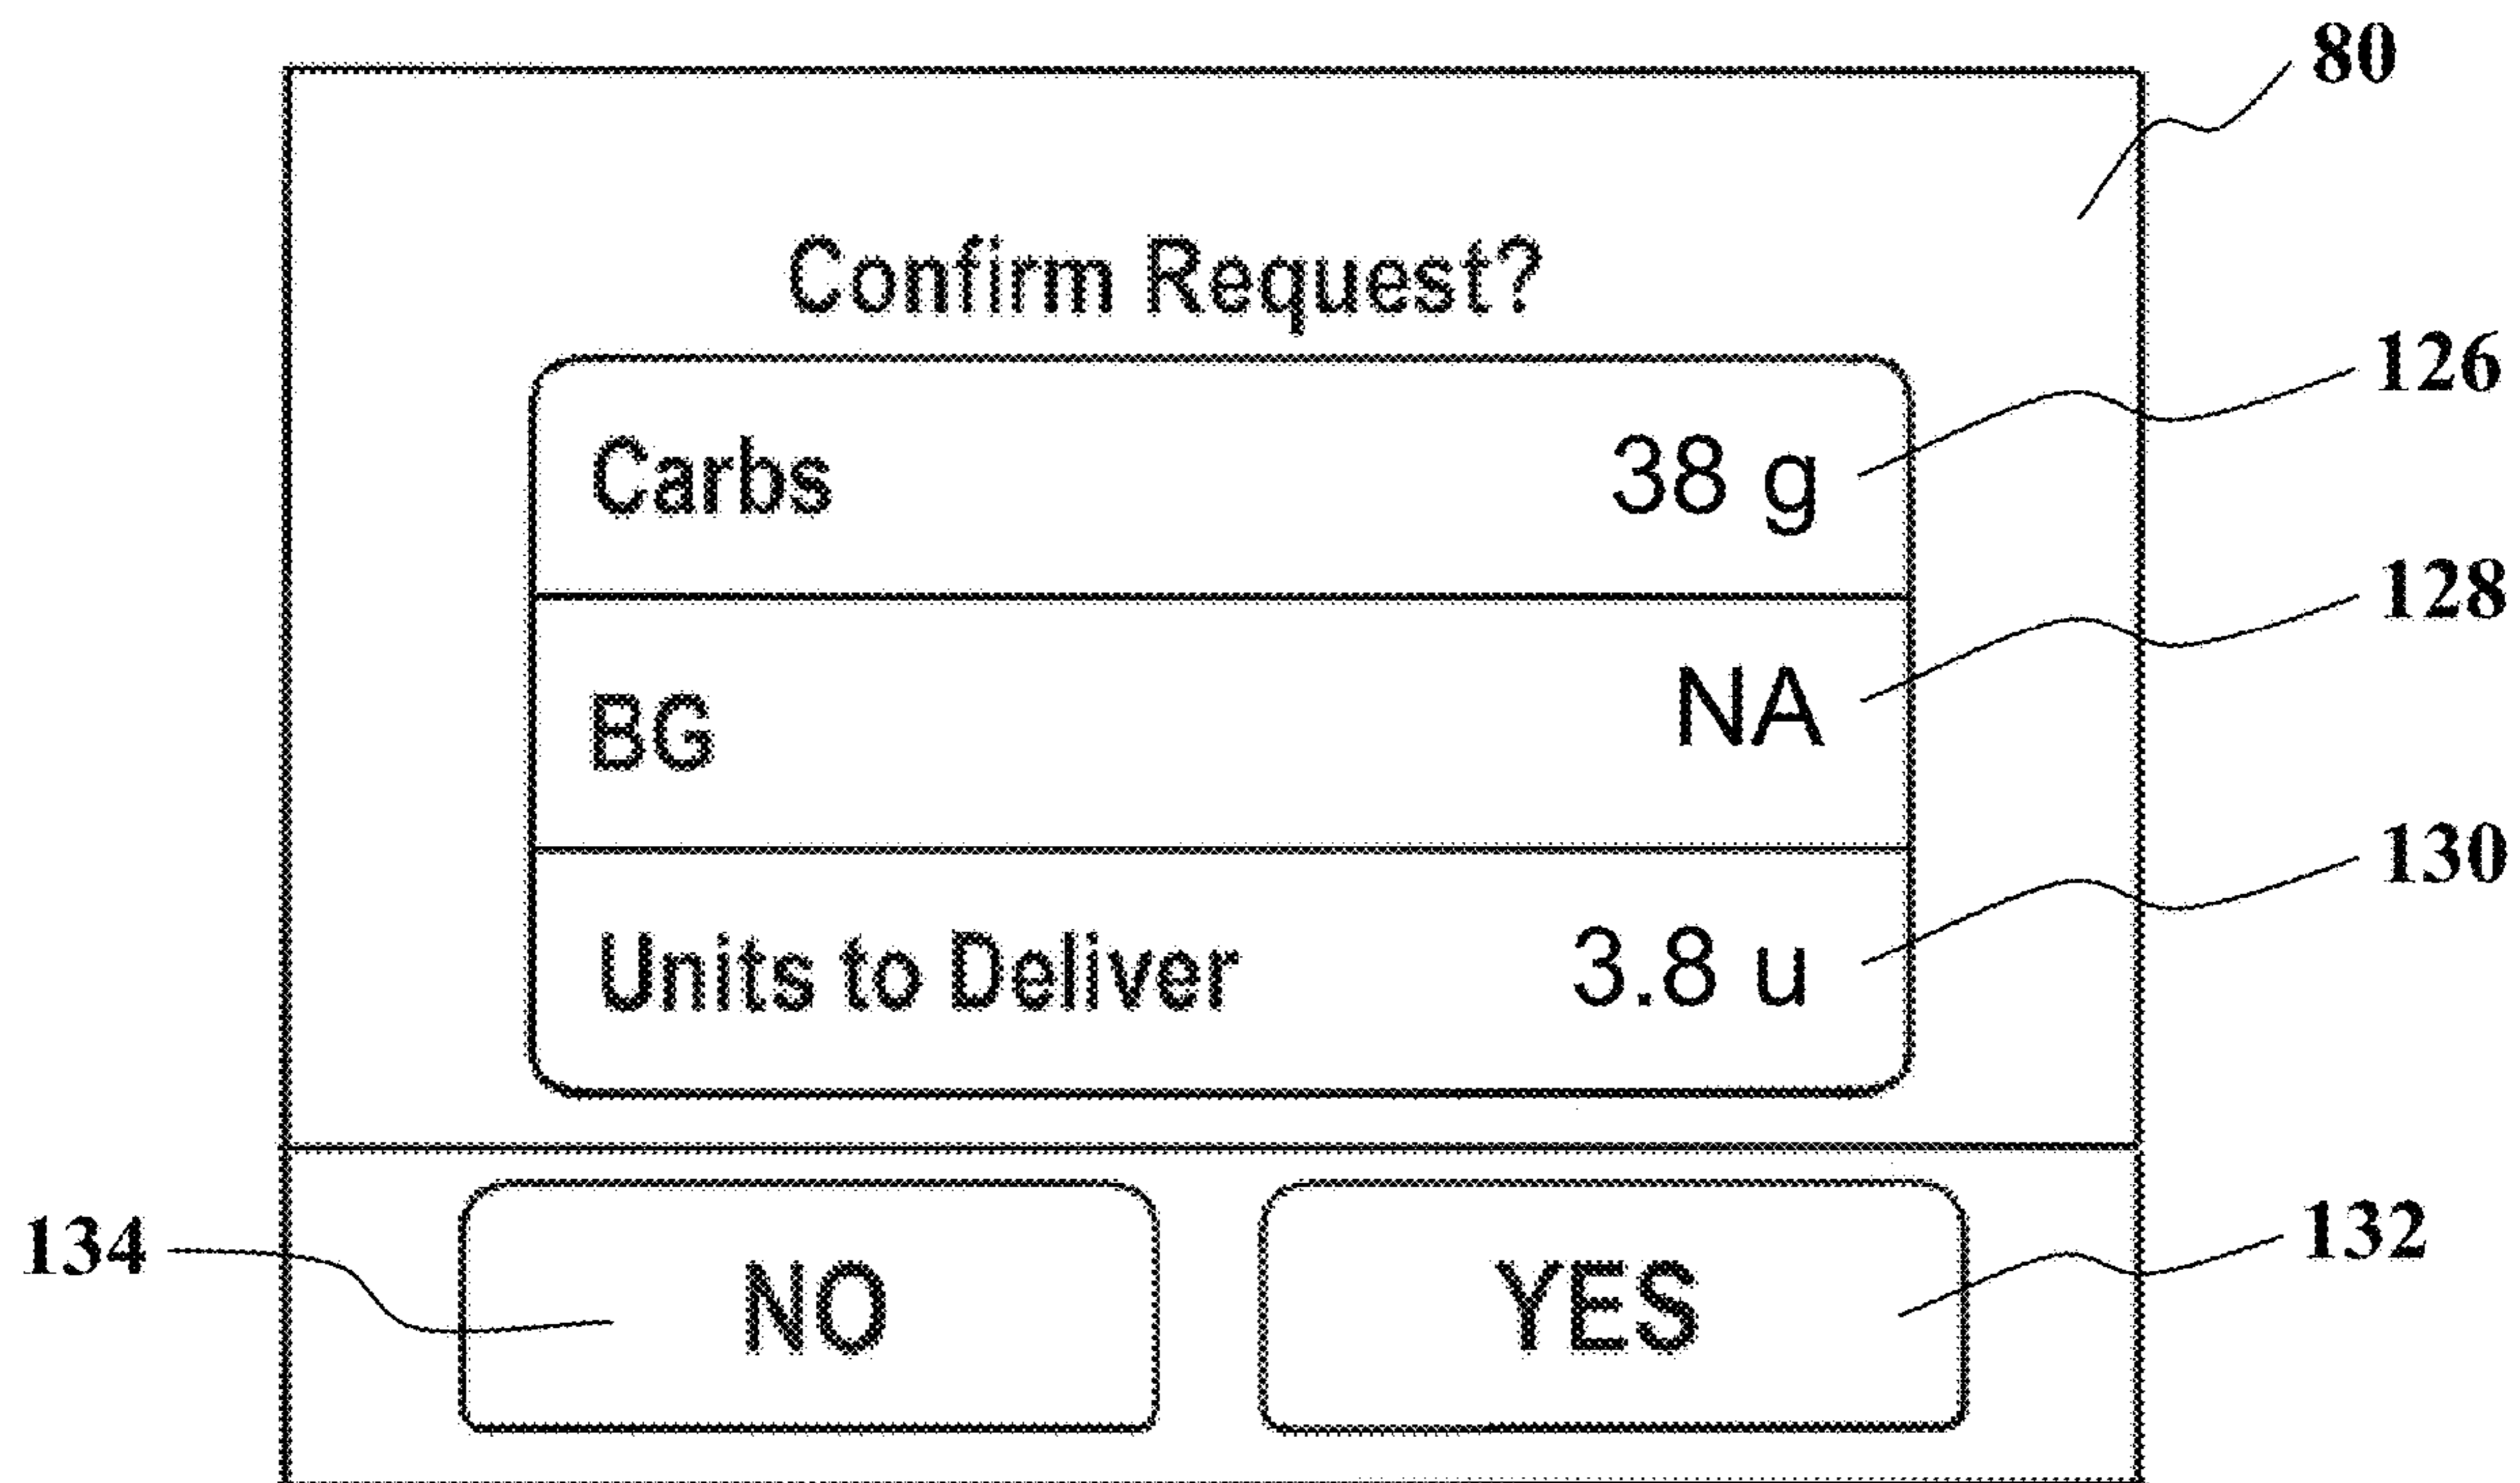 80
Confirm Request?
126
Carbs 38 g
128
BG NA
130
Units to Deliver 3.8 u
134 NO YES 132